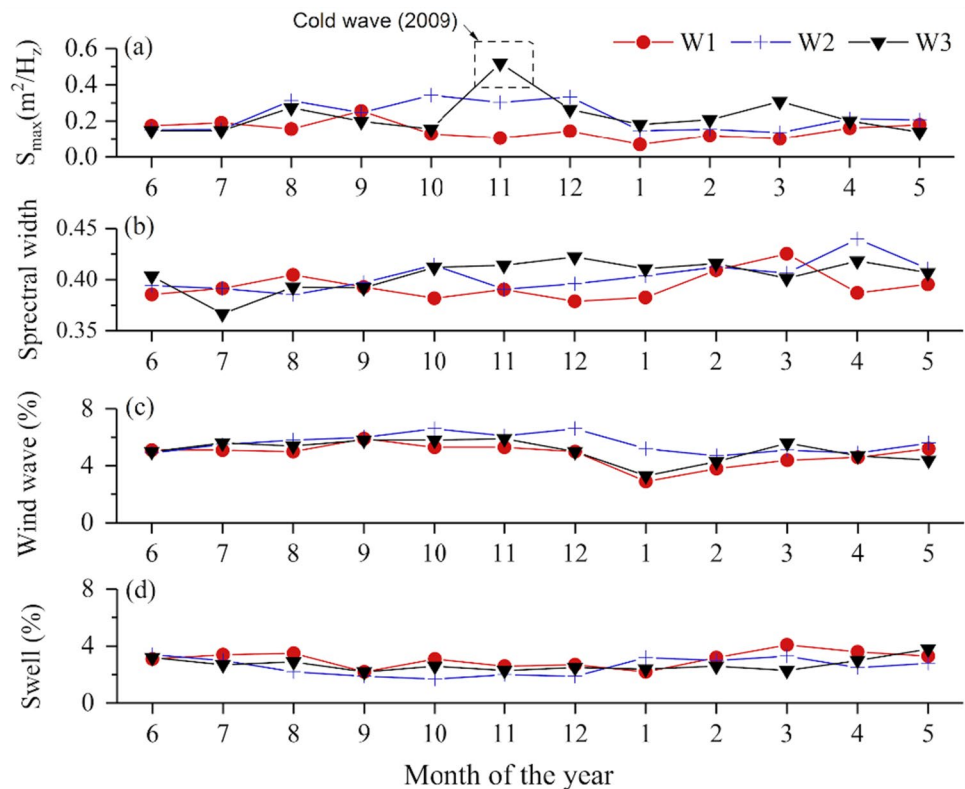 Cold wave (2009)
(a)
W1 W2 W3
S_max(m²/H_Z)
0.6
0.4
0.2
0.0
6 7 8 9 10 11 12 1 2 3 4 5
(b)
Sprectral width
0.45
0.40
0.35
6 7 8 9 10 11 12 1 2 3 4 5
(c)
Wind wave (%)
8
4
0
6 7 8 9 10 11 12 1 2 3 4 5
(d)
Swell (%)
8
4
0
6 7 8 9 10 11 12 1 2 3 4 5
Month of the year